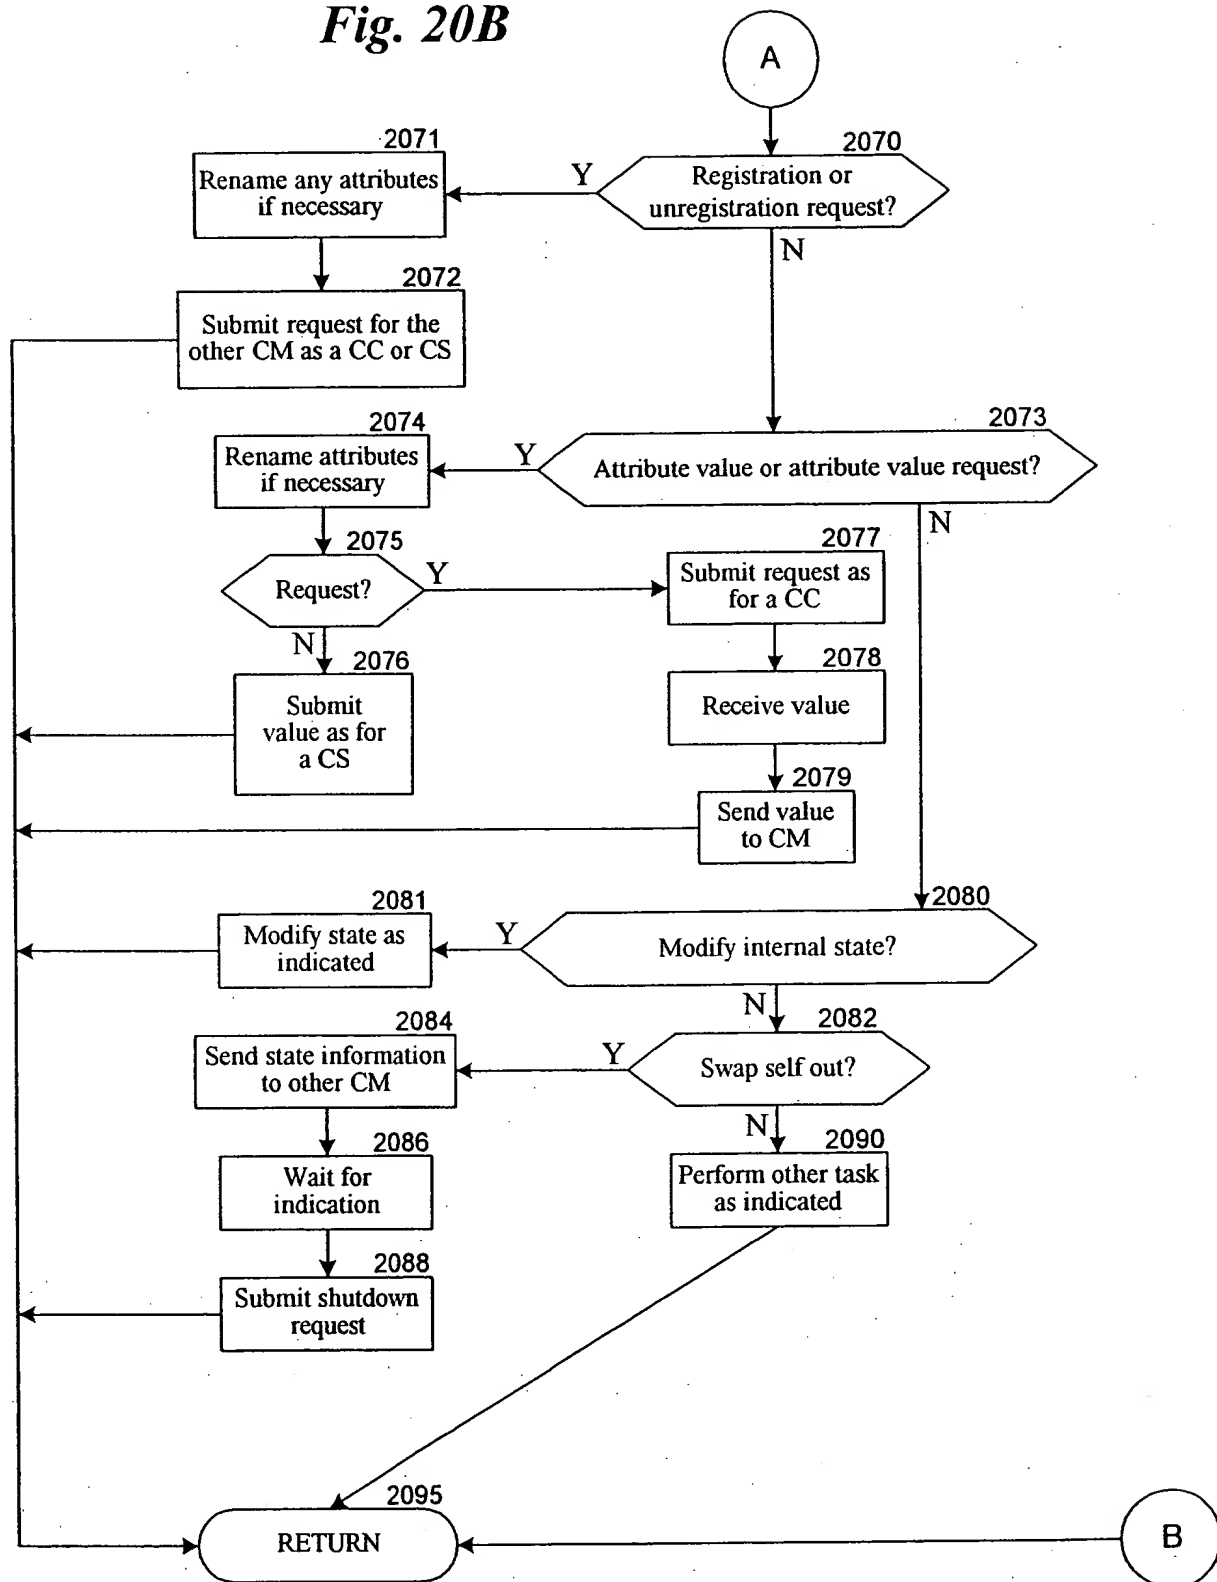 Fig. 20B
A
2070
Registration or
unregistration request?
Y
N
2071
Rename any attributes
if necessary
2072
Submit request for the
other CM as a CC or CS
2073
Attribute value or attribute value request?
Y
N
2074
Rename attributes
if necessary
2075
Request?
Y
N
2076
Submit
value as for
a CS
2077
Submit request as
for a CC
2078
Receive value
2079
Send value
to CM
2080
Modify internal state?
Y
N
2081
Modify state as
indicated
2082
Swap self out?
Y
N
2084
Send state information
to other CM
2086
Wait for
indication
2088
Submit shutdown
request
2090
Perform other task
as indicated
2095
RETURN
B